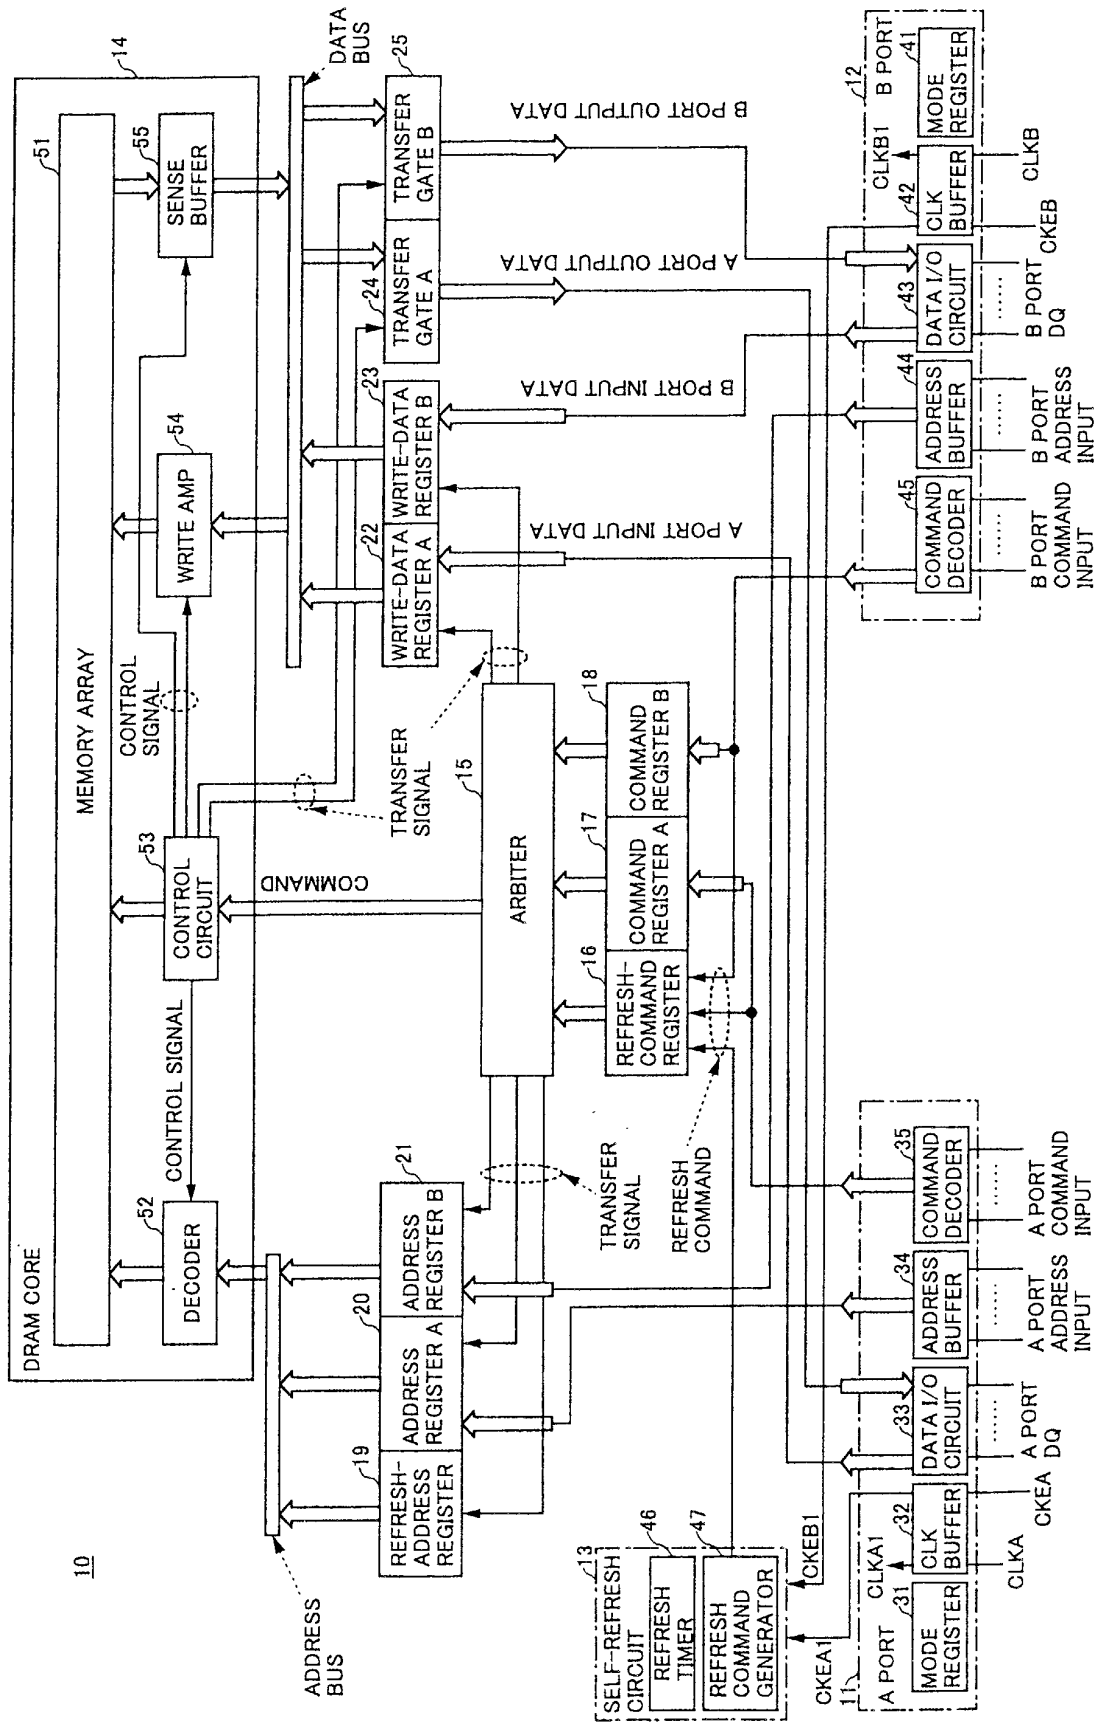 10
DRAM CORE
14
MEMORY ARRAY
51
DECODER
52
CONTROL SIGNAL
CONTROL
CIRCUIT
53
CONTROL
SIGNAL
WRITE AMP
54
SENSE
BUFFER
55
ADDRESS
BUS
DATA
BUS
COMMAND
REFRESH-
ADDRESS
REGISTER
19
ADDRESS
REGISTER A
20
ADDRESS
REGISTER B
21
TRANSFER
SIGNAL
TRANSFER
SIGNAL
WRITE-DATA
REGISTER A
22
WRITE-DATA
REGISTER B
23
TRANSFER
GATE A
24
TRANSFER
GATE B
25
ARBITER
15
REFRESH-
COMMAND
REGISTER
16
COMMAND
REGISTER A
17
COMMAND
REGISTER B
18
REFRESH
COMMAND
A PORT INPUT DATA
B PORT INPUT DATA
A PORT OUTPUT DATA
B PORT OUTPUT DATA
SELF-REFRESH
CIRCUIT
13
REFRESH
TIMER
46
REFRESH
COMMAND
GENERATOR
47
CKEA1
CKEB1
11
A PORT
MODE
REGISTER
31
CLKA1
CLK
BUFFER
32
DATA I/O
CIRCUIT
33
ADDRESS
BUFFER
34
COMMAND
DECODER
35
CLKA
CKEA
A PORT
DQ
A PORT
ADDRESS
INPUT
A PORT
COMMAND
INPUT
12
B PORT
COMMAND
DECODER
45
ADDRESS
BUFFER
44
DATA I/O
CIRCUIT
43
CLK
BUFFER
42
CLKB1
MODE
REGISTER
41
B PORT
COMMAND
INPUT
B PORT
ADDRESS
INPUT
B PORT
DQ
CKEB
CLKB